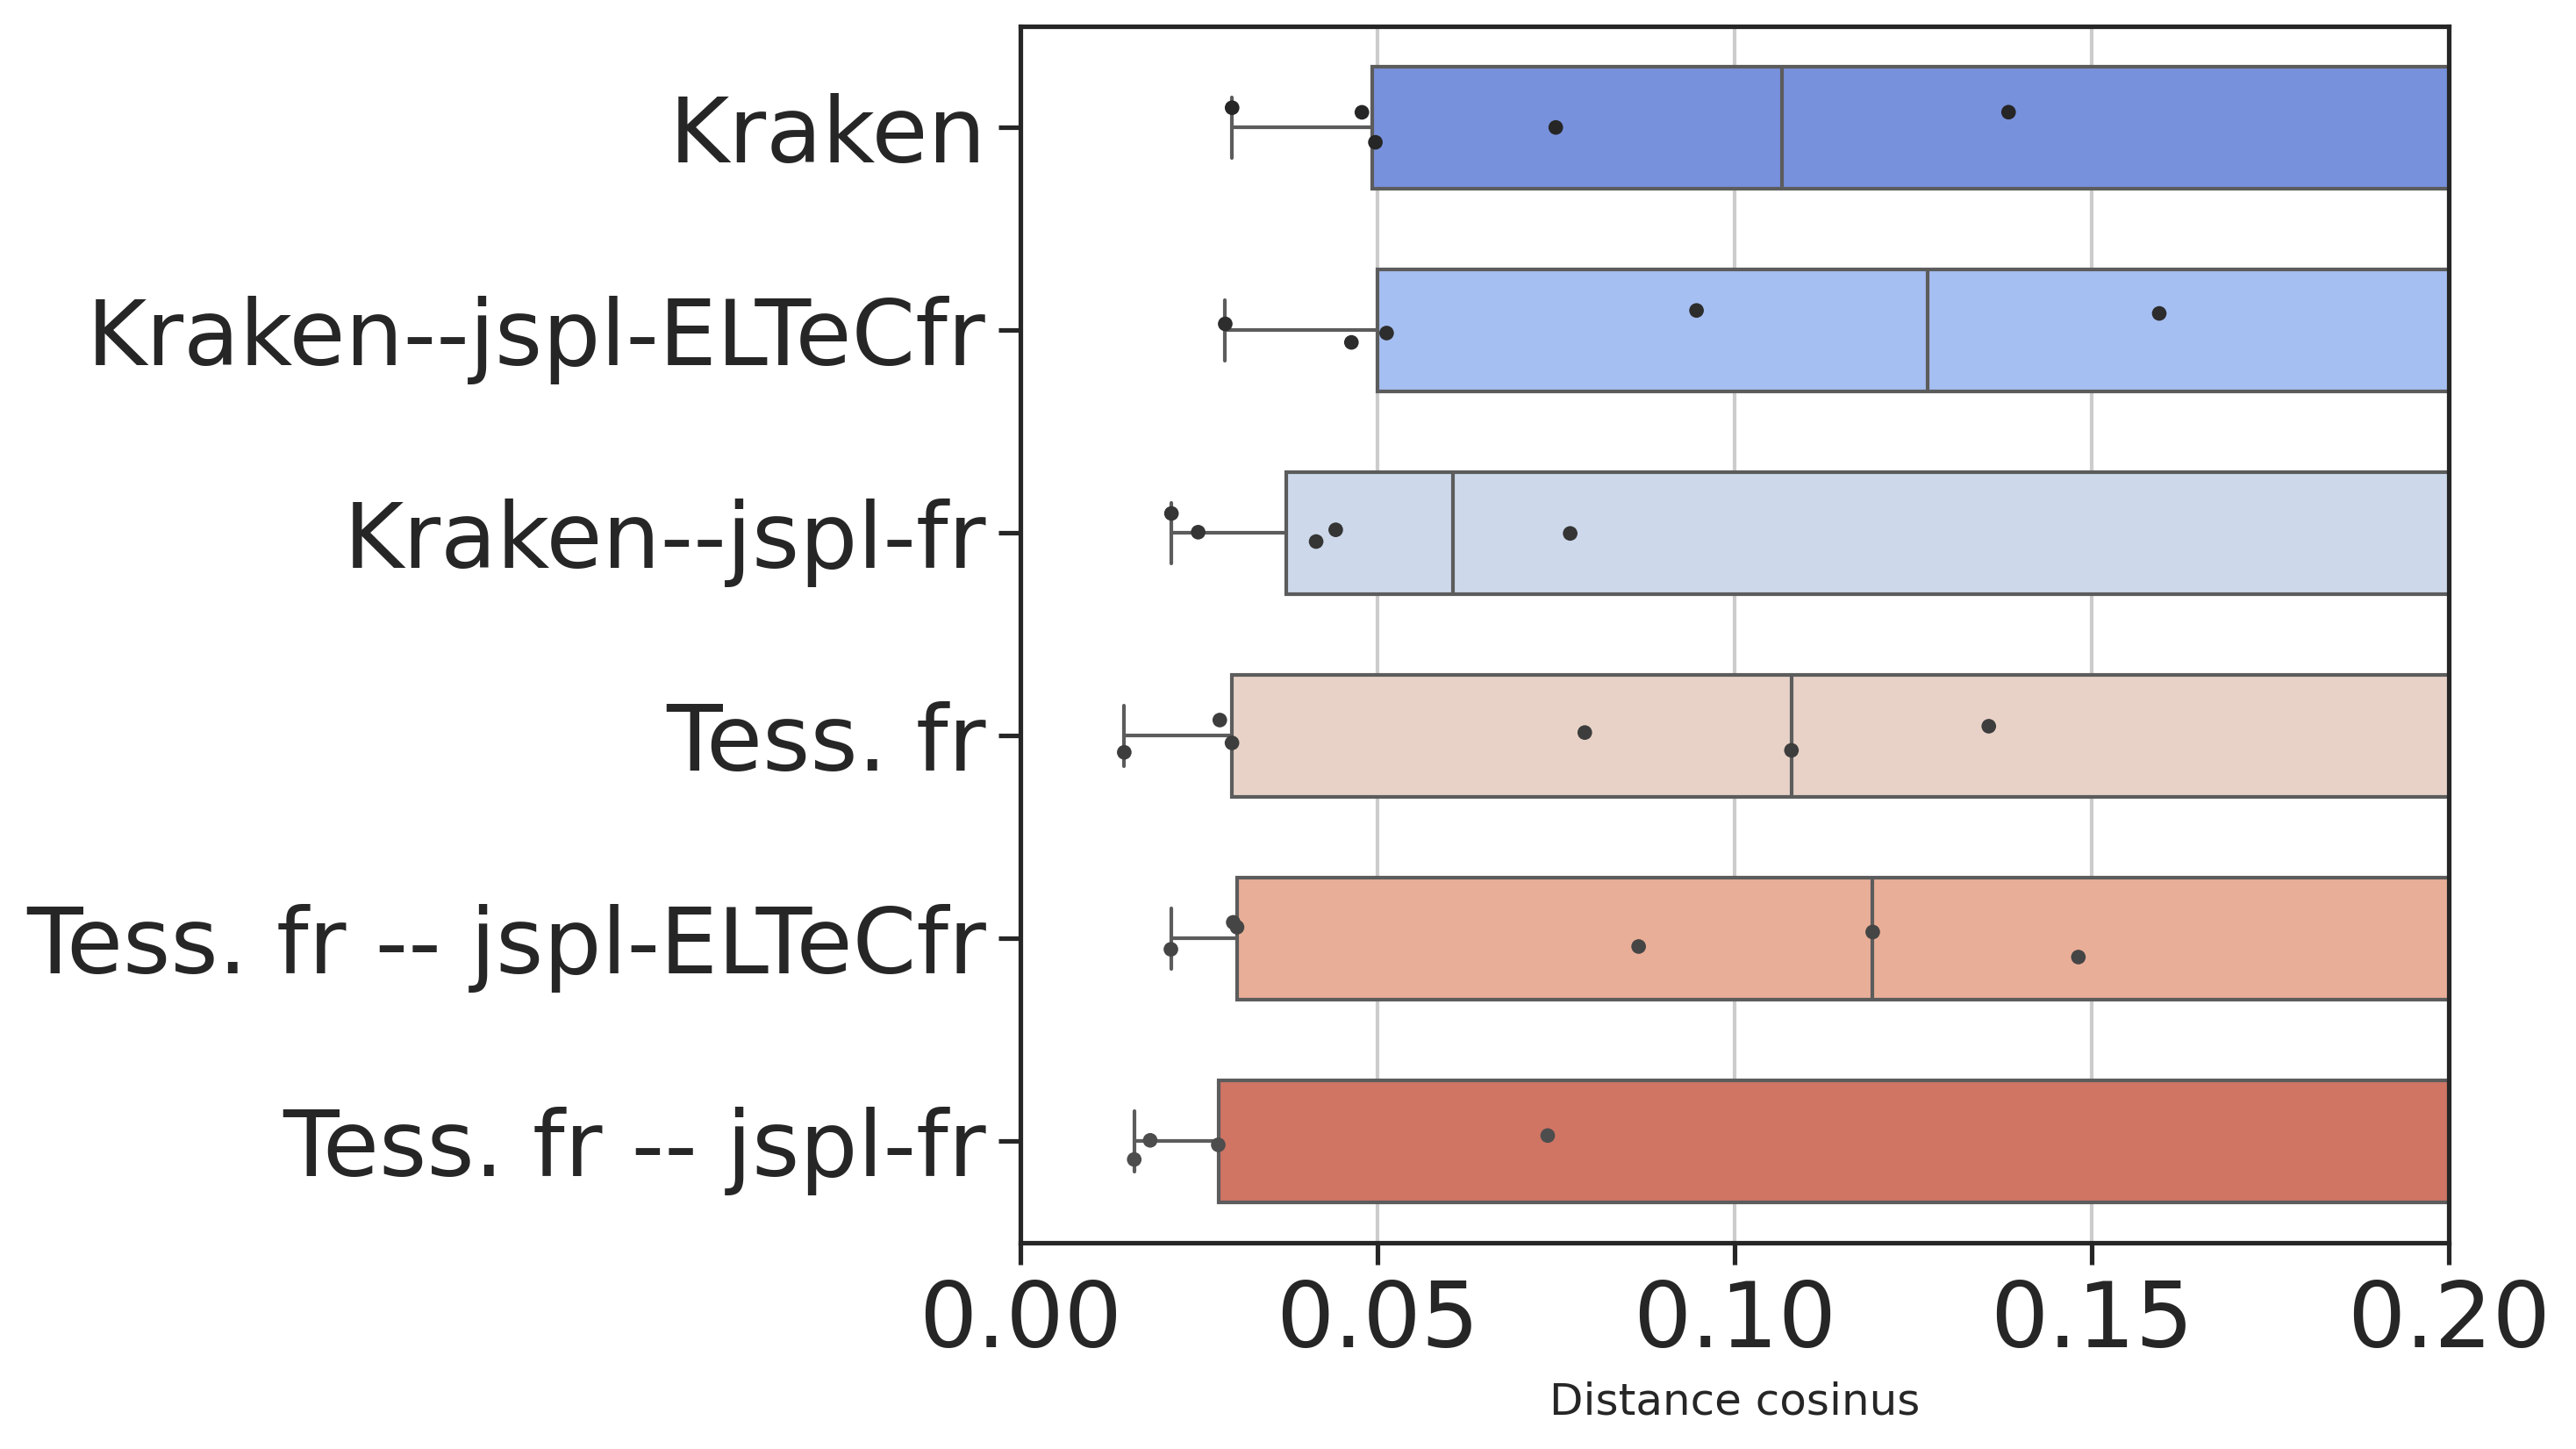 Kraken
Kraken--jspl-ELTeCfr
Kraken--jspl-fr
Tess. fr
Tess. fr -- jspl-ELTeCfr
Tess. fr -- jspl-fr
0.00 0.05 0.10 0.15 0.20
Distance cosinus